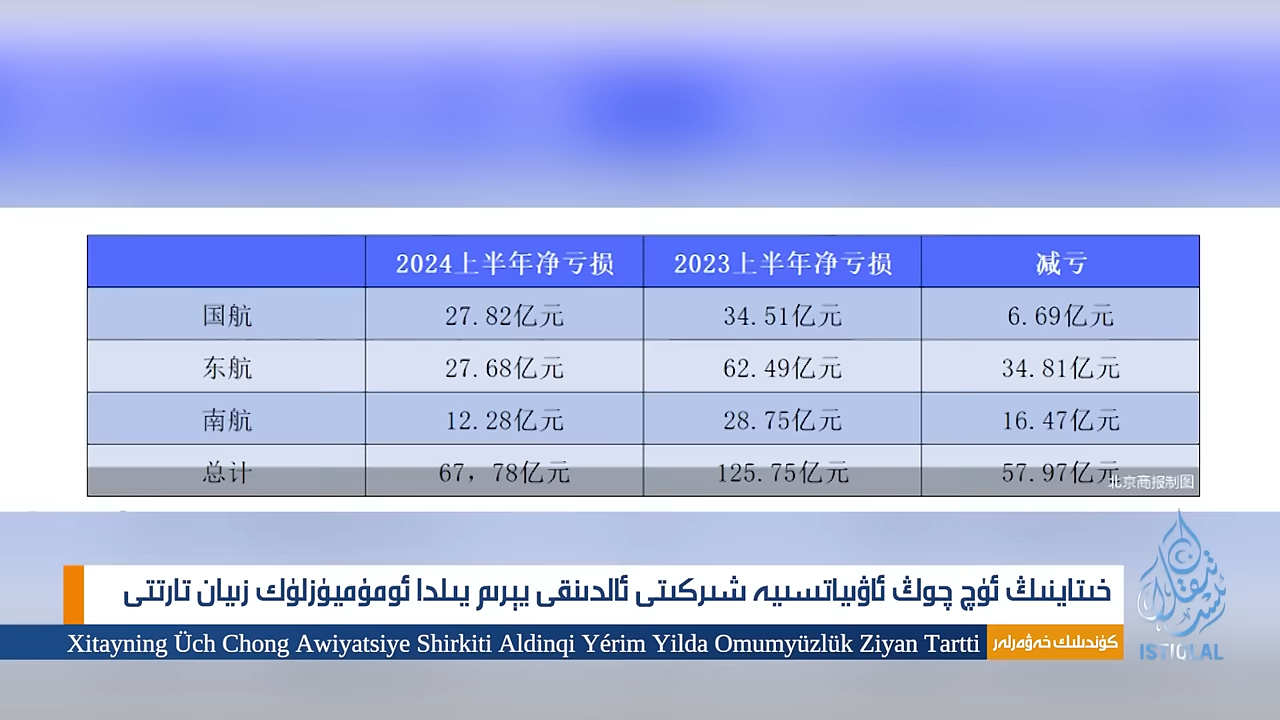 2024上半年净亏损 2023上半年净亏损 减亏
国航 27.82亿元 34.51亿元 6.69亿元
东航 27.68亿元 62.49亿元 34.81亿元
南航 12.28亿元 28.75亿元 16.47亿元
总计 67，78亿元 125.75亿元 57.97亿元
北京商报制图
خىتاينىڭ ئۈچ چوڭ ئاۋىياتسىيە شىركىتى ئالدىنقى يېرىم يىلدا ئومۇميۈزلۈك زىيان تارتتى
Xitayning Üch Chong Awiyatsiye Shirkiti Aldinqi Yérim Yilda Omumyüzlük Ziyan Tartti
كۈندىلىك خەۋەرلەر
ISTIQLAL